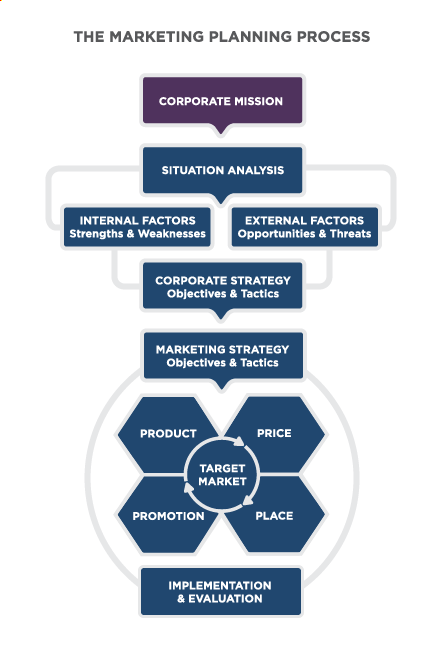 THE MARKETING PLANNING PROCESS
CORPORATE MISSION
SITUATION ANALYSIS
INTERNAL FACTORS
Strengths & Weaknesses
EXTERNAL FACTORS
Opportunities & Threats
CORPORATE STRATEGY
Objectives & Tactics
MARKETING STRATEGY
Objectives & Tactics
PRODUCT
PRICE
TARGET
MARKET
PROMOTION
PLACE
IMPLEMENTATION
& EVALUATION